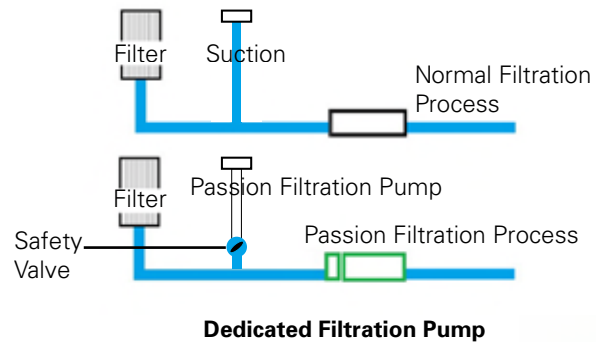 Filter
Suction
Normal Filtration
Process
Filter
Passion Filtration Pump
Safety
Valve
Passion Filtration Process
Dedicated Filtration Pump